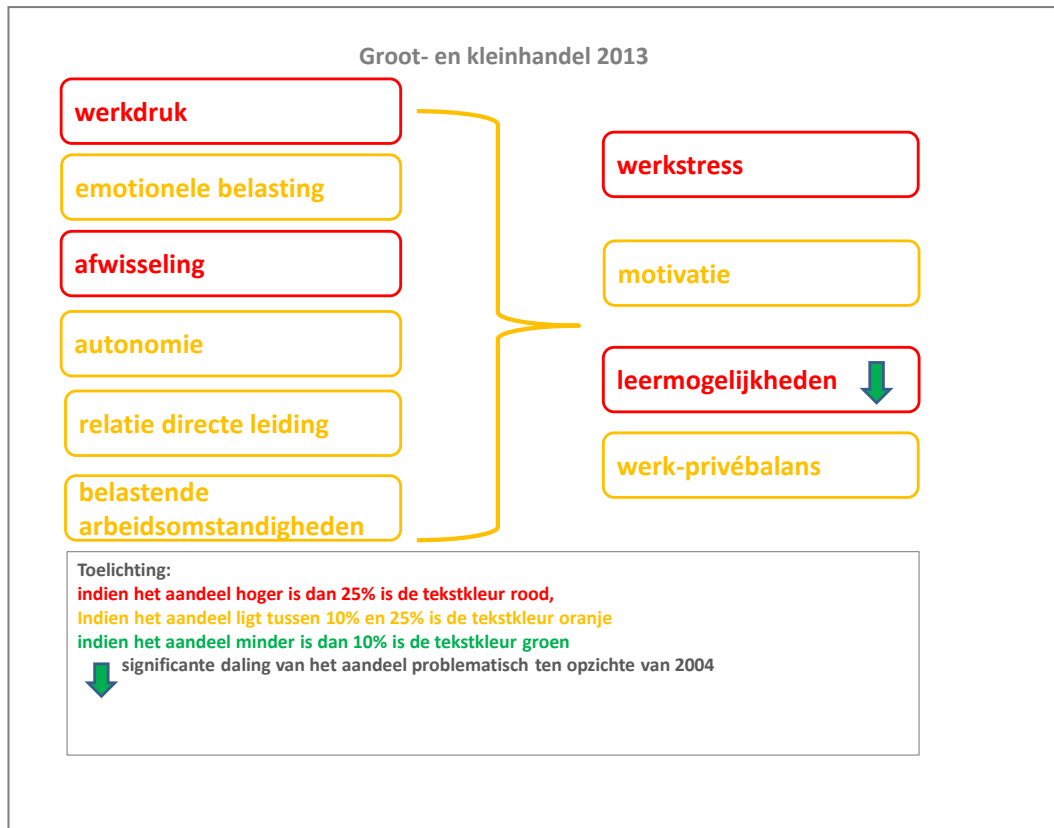 Groot- en kleinhandel 2013
werkdruk
emotionele belasting
afwisseling
autonomie
relatie directe leiding
belastende
arbeidsomstandigheden
werkstress
motivatie
leermogelijkheden
werk-privébalans
Toelichting:
indien het aandeel hoger is dan 25% is de tekstkleur rood,
Indien het aandeel ligt tussen 10% en 25% is de tekstkleur oranje
indien het aandeel minder is dan 10% is de tekstkleur groen
significante daling van het aandeel problematisch ten opzichte van 2004